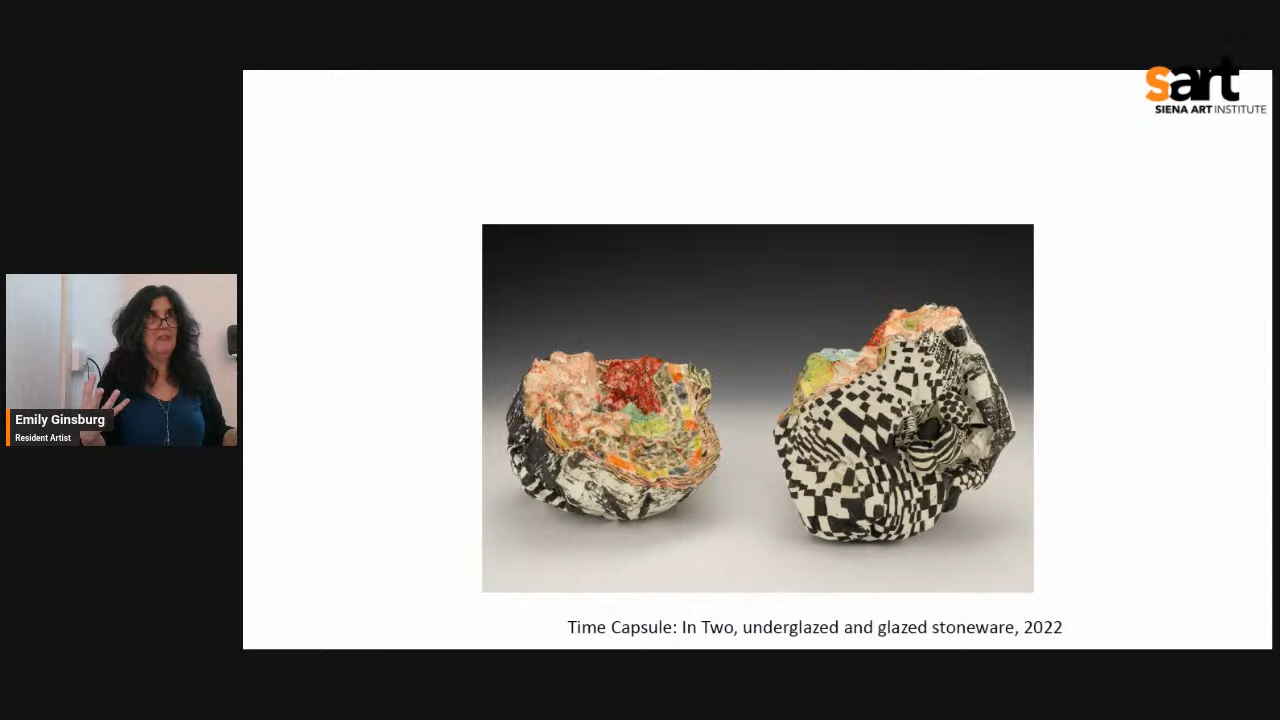 sart
SIENA ART INSTITUTE
Emily Ginsburg
Resident Artist
Time Capsule: In Two, underglazed and glazed stoneware, 2022